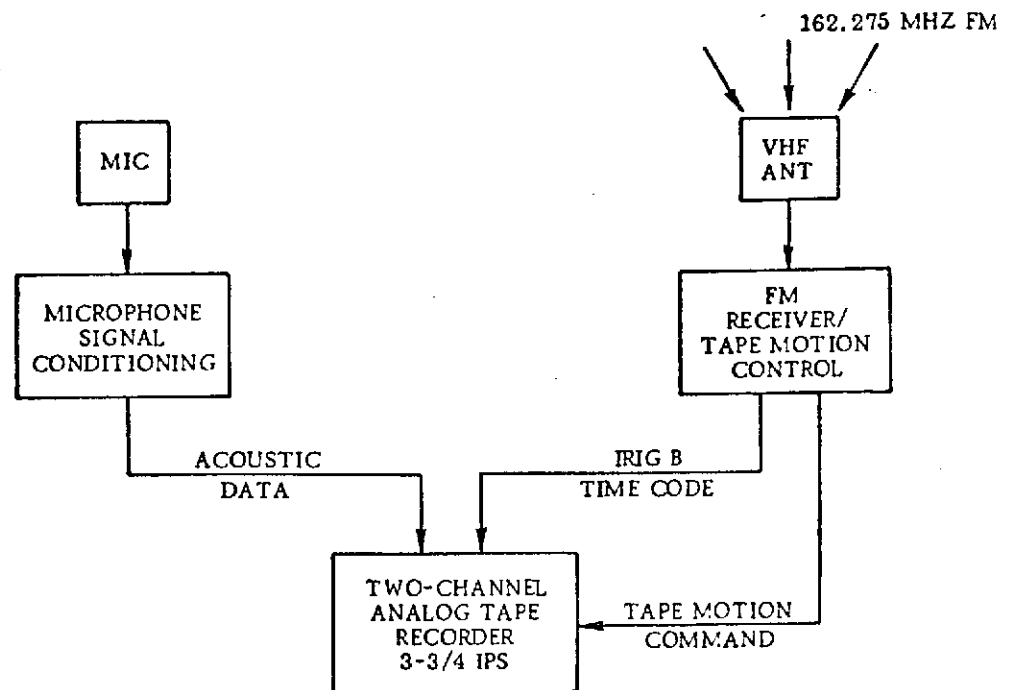 162.275 MHZ FM
MIC
VHF
ANT
MICROPHONE
SIGNAL
CONDITIONING
FM
RECEIVER/
TAPE MOTION
CONTROL
ACOUSTIC
DATA
IRIG B
TIME CODE
TWO-CHANNEL
ANALOG TAPE
RECORDER
3-3/4 IPS
TAPE MOTION
COMMAND